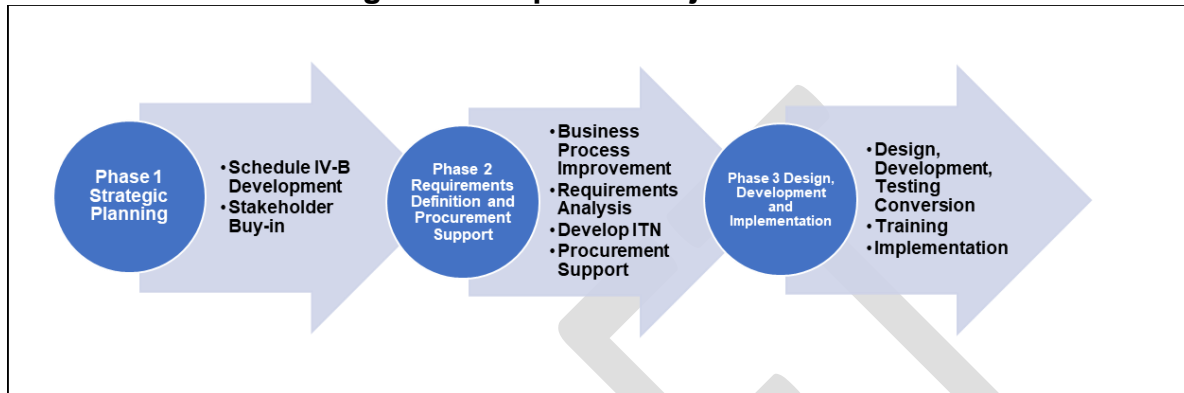 Phase 1
Strategic
Planning
• Schedule IV-B
Development
• Stakeholder
Buy-in
Phase 2
Requirements
Definition and
Procurement
Support
• Business
Process
Improvement
• Requirements
Analysis
• Develop ITN
• Procurement
Support
Phase 3 Design,
Development
and
Implementation
• Design,
Development,
Testing
Conversion
• Training
• Implementation